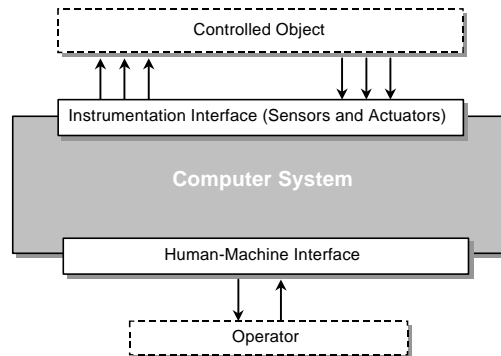 Controlled Object
Instrumentation Interface (Sensors and Actuators)
Computer System
Human-Machine Interface
Operator